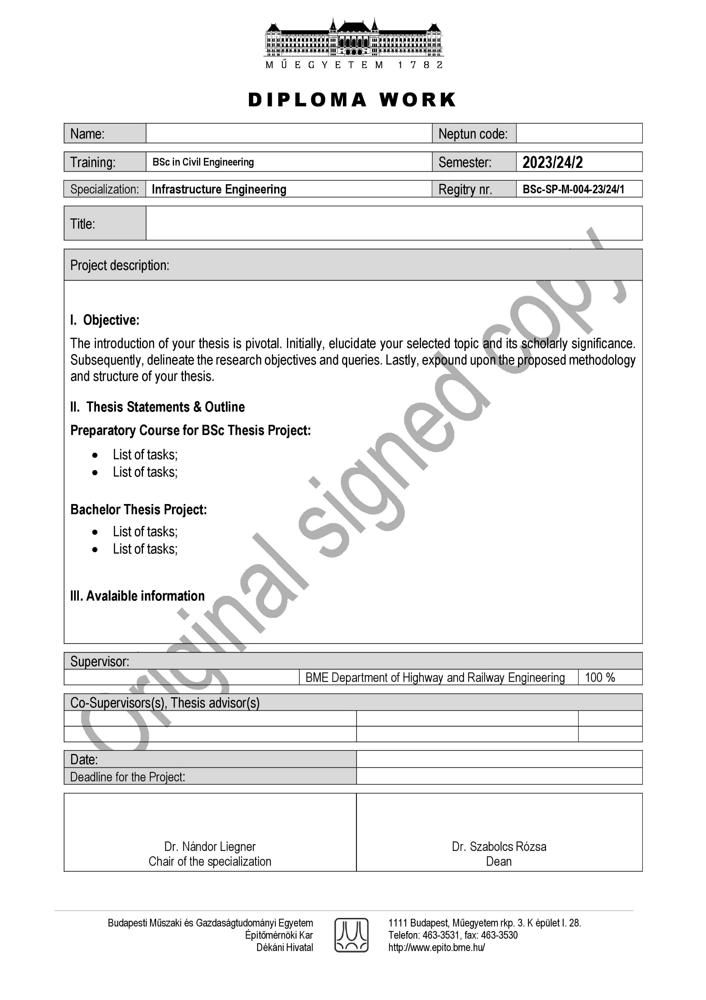 MŰEGYETEM 1782
DIPLOMA WORK
Name:
Neptun code:
Training: BSc in Civil Engineering Semester: 2023/24/2
Specialization: Infrastructure Engineering Regitry nr. BSc-SP-M-004-23/24/1
Title:
Project description:
I. Objective:
The introduction of your thesis is pivotal. Initially, elucidate your selected topic and its scholarly significance.
Subsequently, delineate the research objectives and queries. Lastly, expound upon the proposed methodology
and structure of your thesis.
II. Thesis Statements & Outline
Preparatory Course for BSc Thesis Project:
• List of tasks;
• List of tasks;
Bachelor Thesis Project:
• List of tasks;
• List of tasks;
III. Avalaible information
Original signed copy
Supervisor:
BME Department of Highway and Railway Engineering 100 %
Co-Supervisors(s), Thesis advisor(s)
Date:
Deadline for the Project:
Dr. Nándor Liegner
Chair of the specialization
Dr. Szabolcs Rózsa
Dean
Budapesti Műszaki és Gazdaságtudományi Egyetem
Építőmérnöki Kar
Dékáni Hivatal
1111 Budapest, Műegyetem rkp. 3. K épület I. 28.
Telefon: 463-3531, fax: 463-3530
http://www.epito.bme.hu/